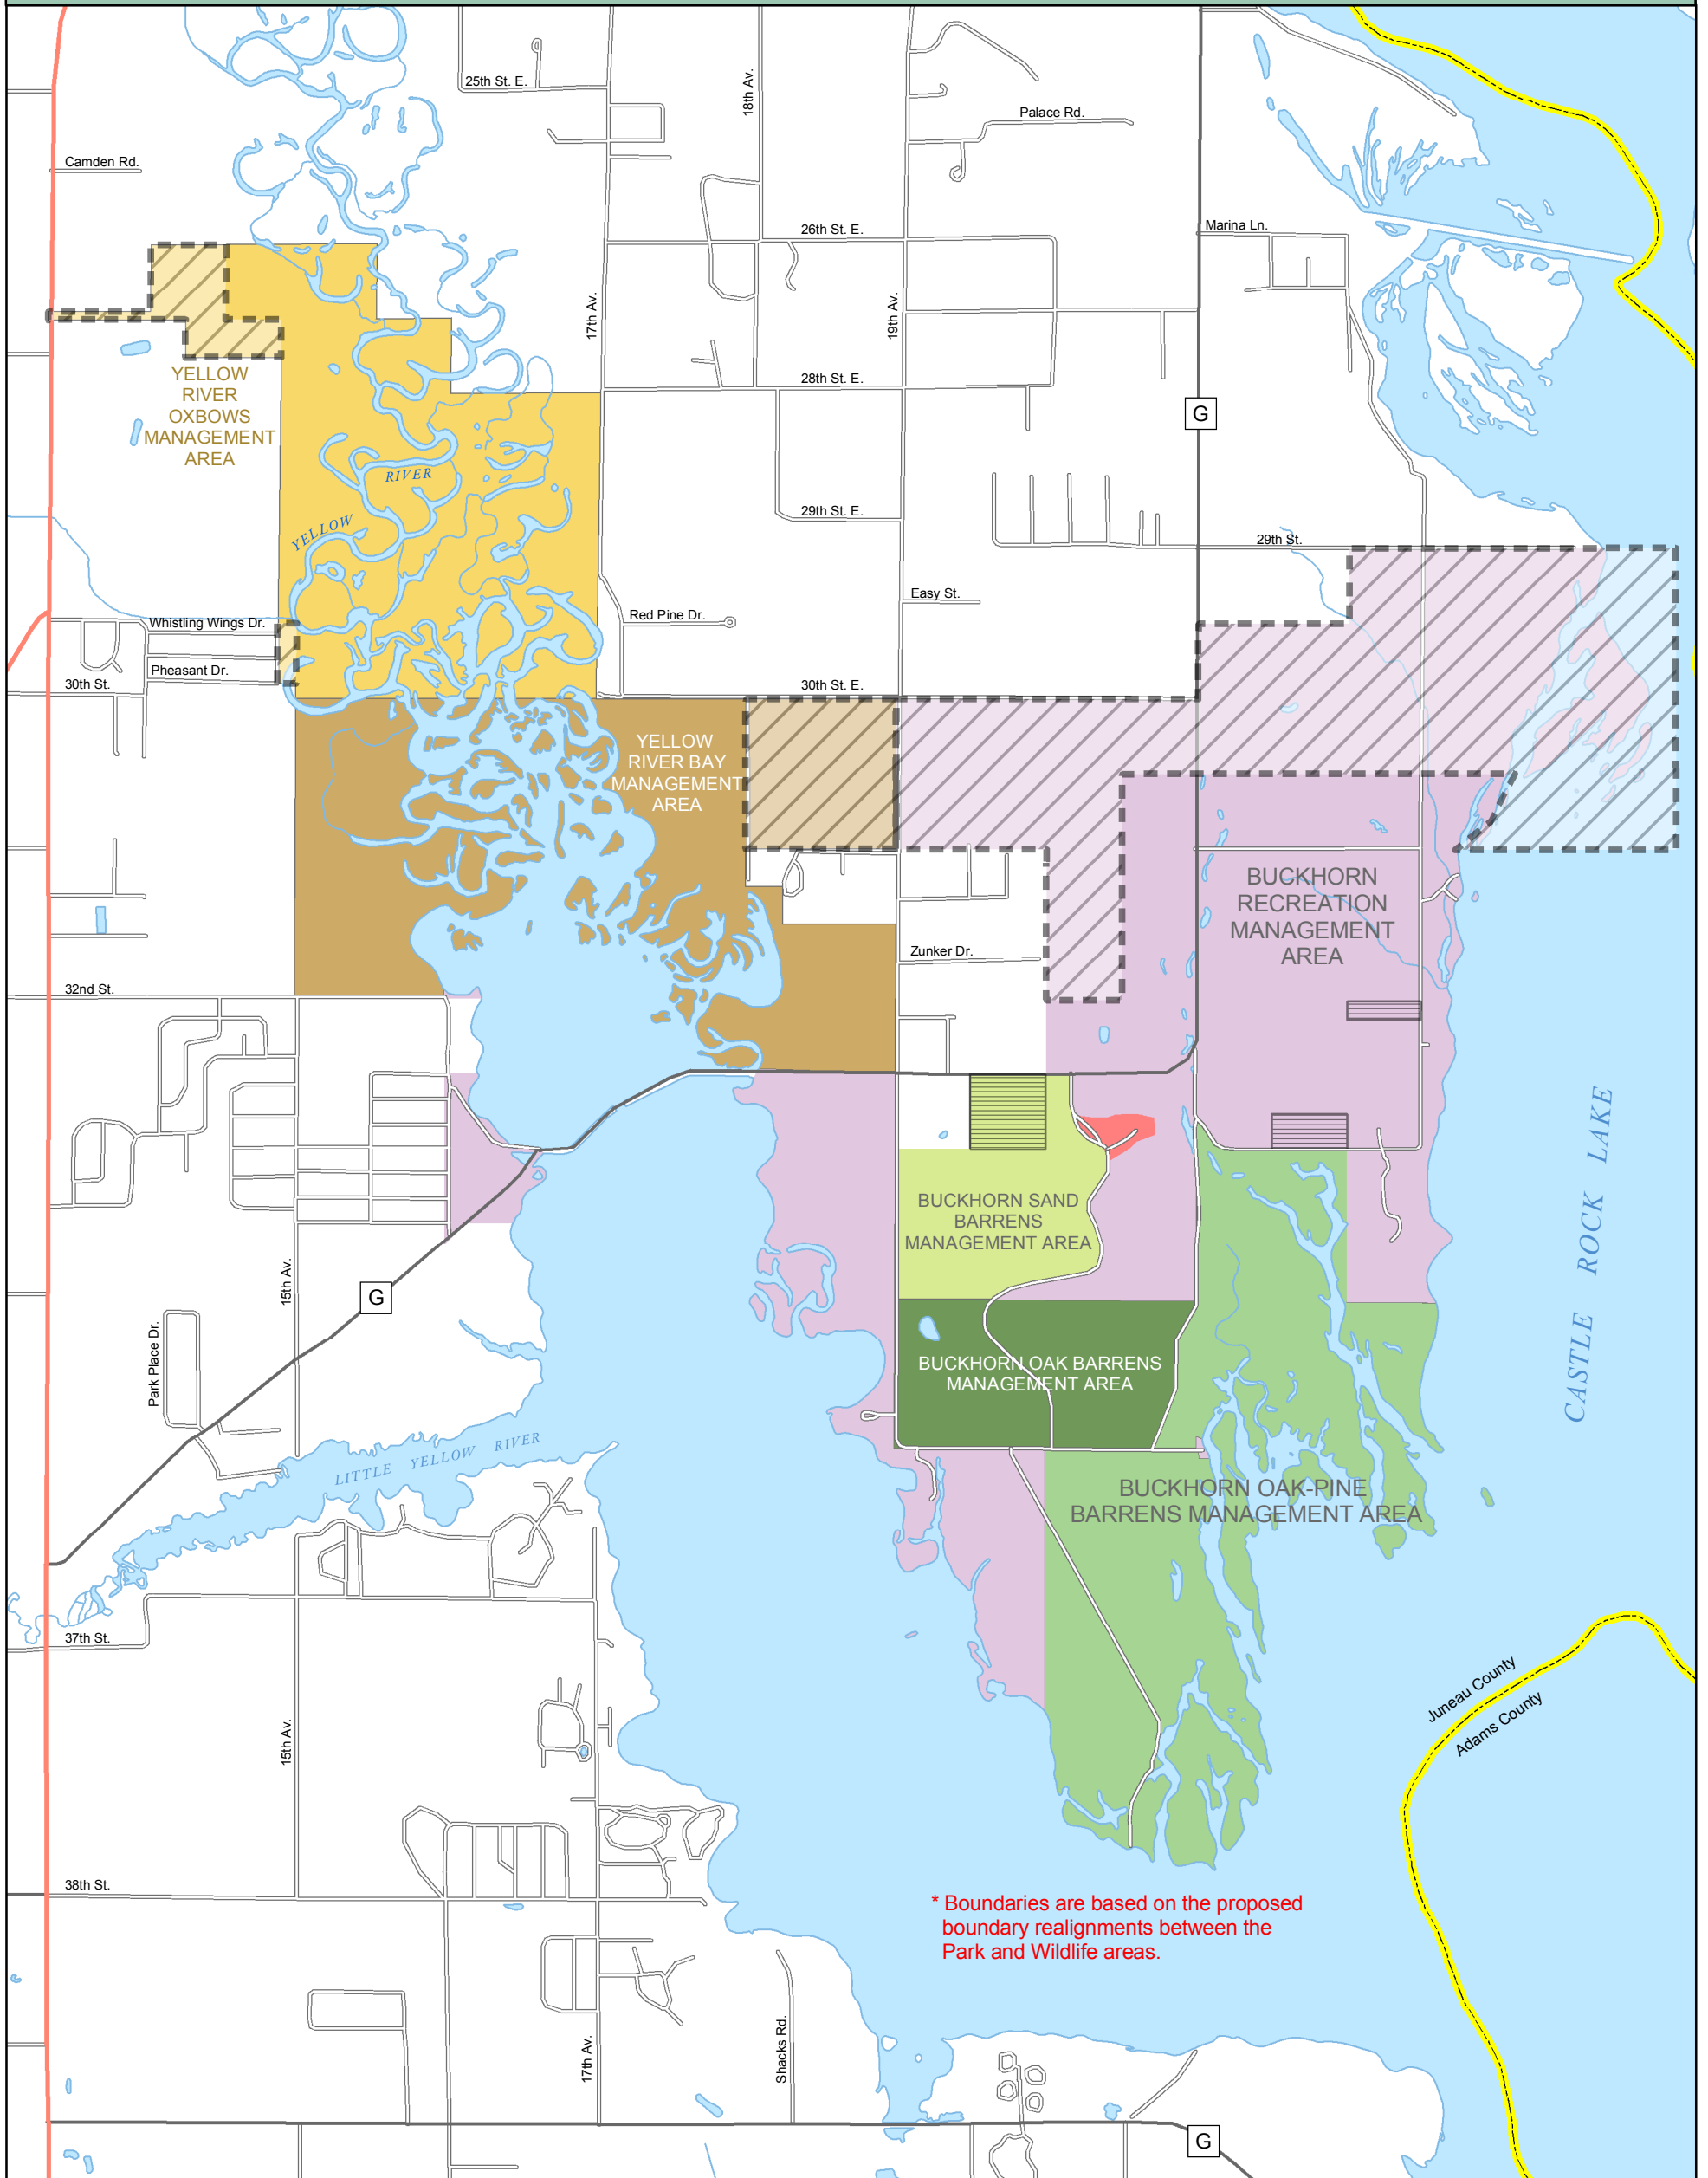 25th St. E.
18th Av.
Palace Rd.
Camden Rd.
26th St. E.
Marina Ln.
17th Av.
19th Av.
YELLOW
RIVER
OXBOWS
MANAGEMENT
AREA
28th St. E.
G
RIVER
YELLOW
29th St. E.
29th St.
Easy St.
Red Pine Dr.
Whistling Wings Dr.
Pheasant Dr.
30th St.
30th St. E.
YELLOW
RIVER BAY
MANAGEMENT
AREA
BUCKHORN
RECREATION
MANAGEMENT
AREA
Zunker Dr.
32nd St.
CASTLE ROCK LAKE
BUCKHORN SAND
BARRENS
MANAGEMENT AREA
15th Av.
G
Park Place Dr.
BUCKHORN OAK BARRENS
MANAGEMENT AREA
LITTLE YELLOW RIVER
BUCKHORN OAK-PINE
BARRENS MANAGEMENT AREA
37th St.
Juneau County
Adams County
15th Av.
38th St.
* Boundaries are based on the proposed
boundary realignments between the
Park and Wildlife areas.
17th Av.
Shacks Rd.
G